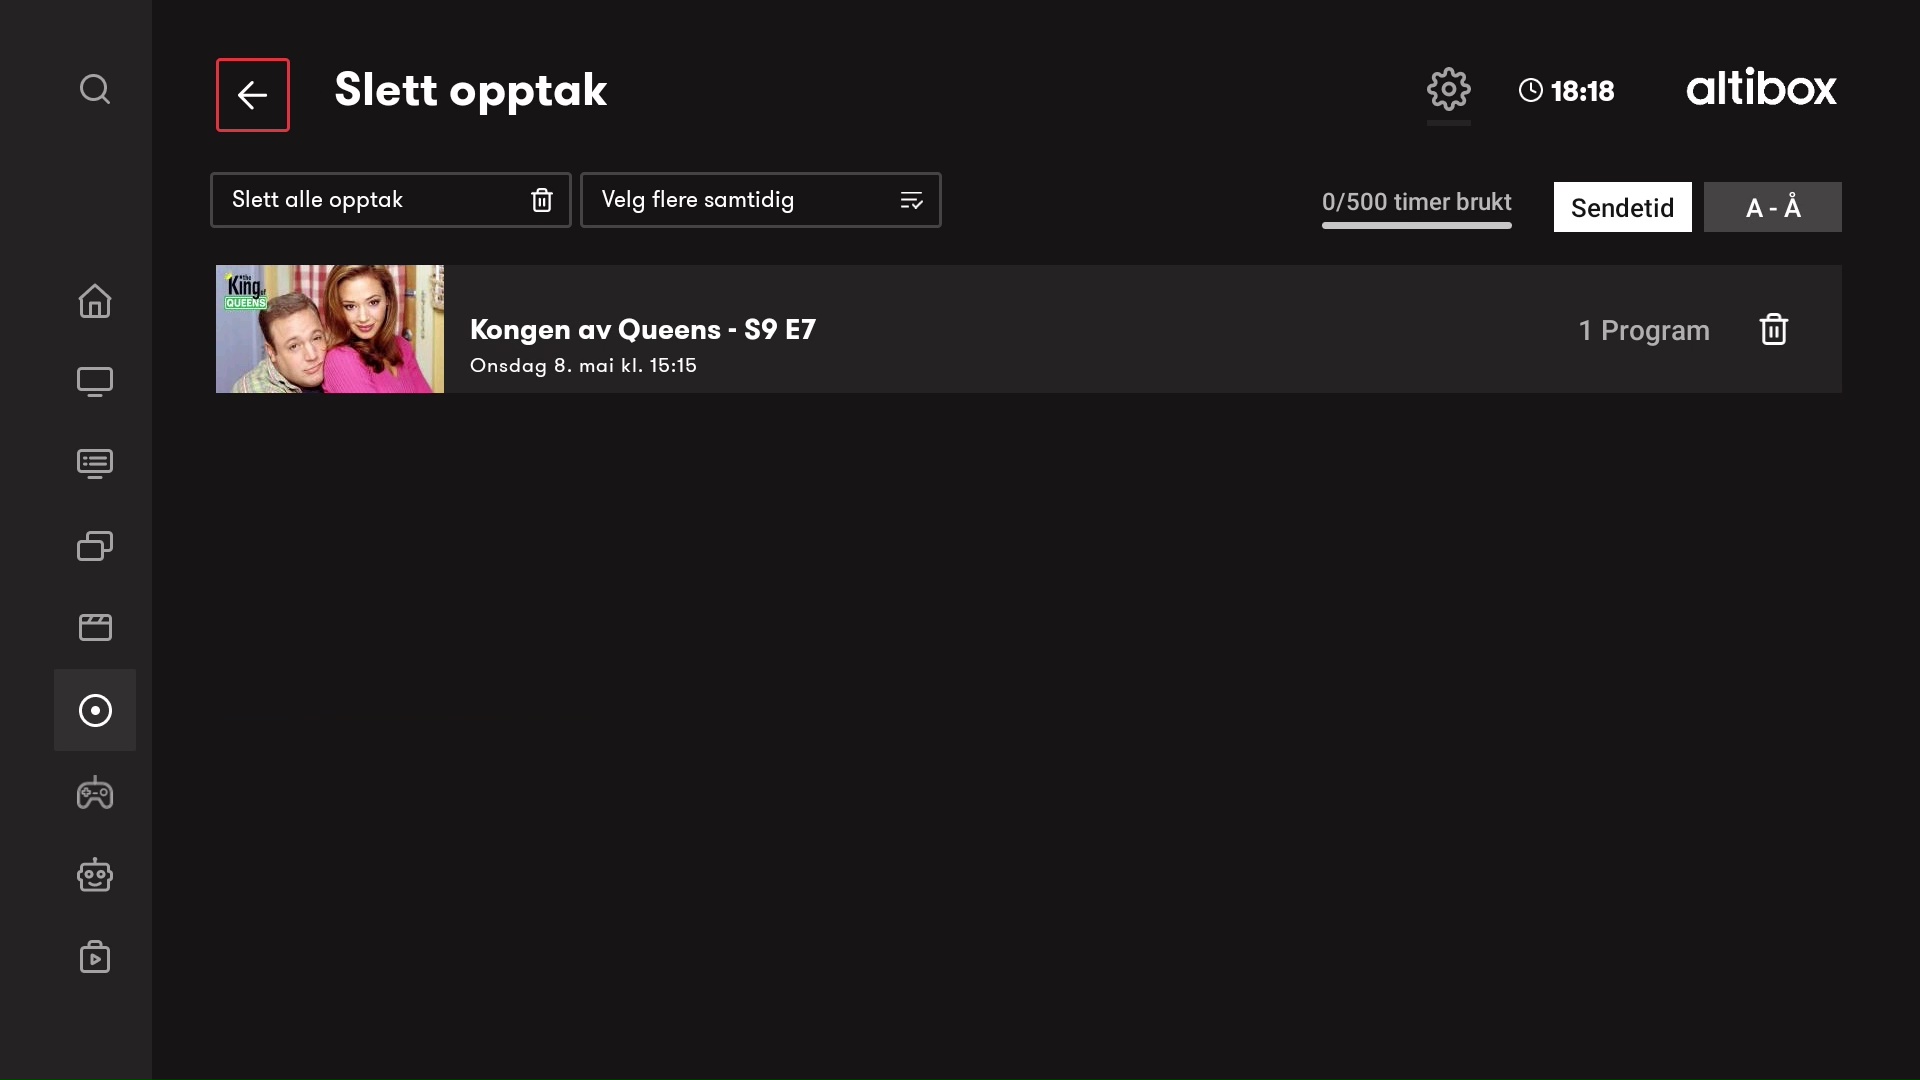 Slett opptak
18:18
altibox
Slett alle opptak
Velg flere samtidig
0/500 timer brukt
Sendetid
A - Å
the
King of
QUEENS
Kongen av Queens - S9 E7
Onsdag 8. mai kl. 15:15
1 Program